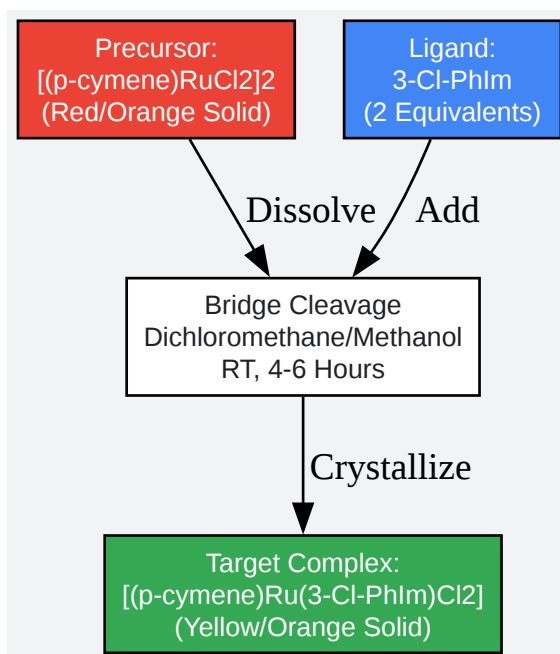 Precursor:
[(p-cymene)RuCl2]2
(Red/Orange Solid)
Ligand:
3-Cl-PhIm
(2 Equivalents)
Dissolve
Add
Bridge Cleavage
Dichloromethane/Methanol
RT, 4-6 Hours
Crystallize
Target Complex:
[(p-cymene)Ru(3-Cl-PhIm)Cl2]
(Yellow/Orange Solid)